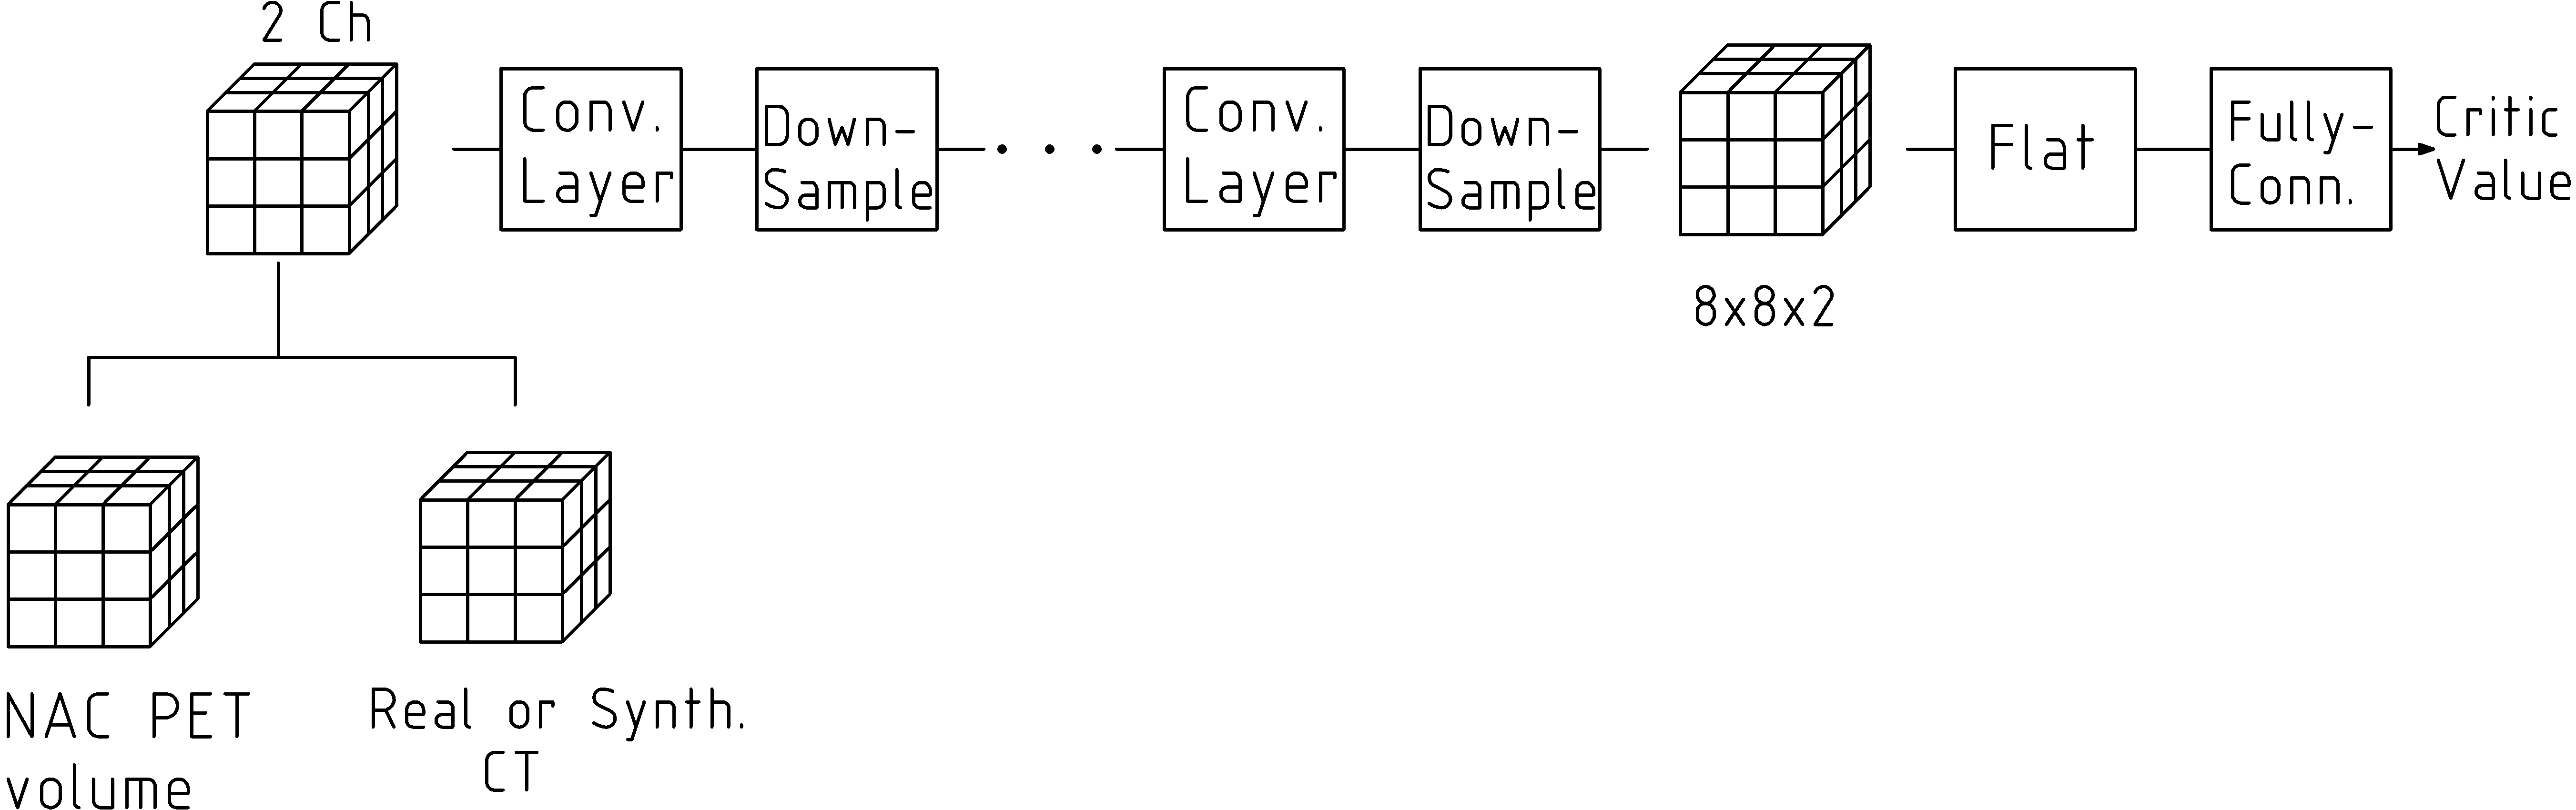 2 Ch
Conv.
Layer
Down-
Sample
Conv.
Layer
Down-
Sample
8x8x2
Flat
Fully-
Conn.
Critic
Value
NAC PET
volume
Real or Synth.
CT